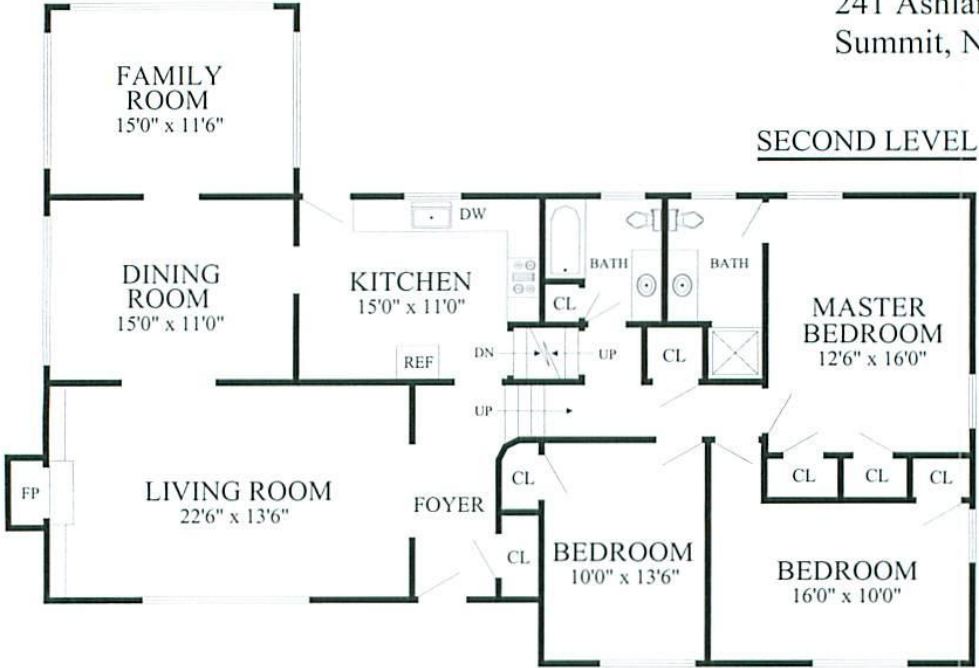 241
Summit,
SECOND LEVEL
FAMILY
ROOM
15'0" x 11'6"
DW
BATH
BATH
DINING
ROOM
15'0" x 11'0"
KITCHEN
15'0" x 11'0"
CL
MASTER
BEDROOM
12'6" x 16'0"
REF
DN
UP
CL
UP
FP
LIVING ROOM
22'6" x 13'6"
FOYER
CL
CL
CL
CL
CL
BEDROOM
10'0" x 13'6"
BEDROOM
16'0" x 10'0"